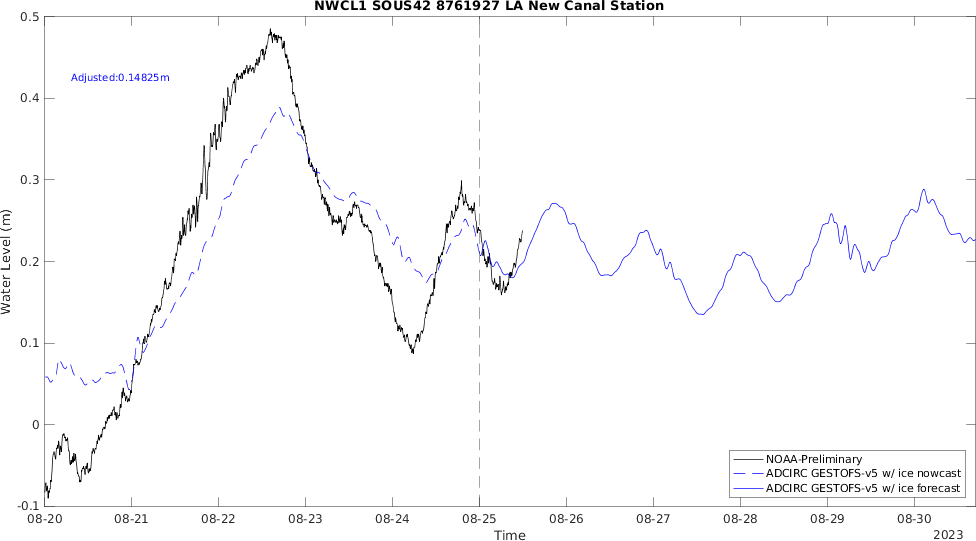 NWCL1 SOUS42 8761927 LA New Canal Station
0.5
Adjusted:0.14825m
0.4
0.3
0.2
0.1
0
-0.1
Water Level (m)
NOAA-Preliminary
ADCIRC GESTOFS-v5 w/ ice nowcast
ADCIRC GESTOFS-v5 w/ ice forecast
08-20 08-21 08-22 08-23 08-24 08-25 08-26 08-27 08-28 08-29 08-30
Time
2023